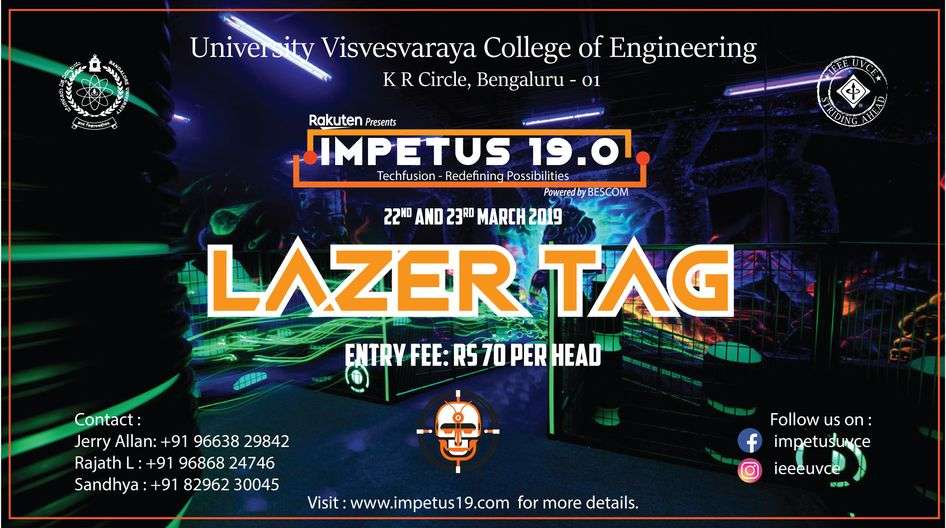 University Visvesvaraya College of Engineering
K R Circle, Bengaluru - 01
IEEE UVCE
STRIDING AHEAD
Rakuten Presents
IMPETUS 19.0
Techfusion - Redefining Possibilities
Powered by BESCOM
22ND AND 23RD MARCH 2019
LAZER TAG
ENTRY FEE: RS 70 PER HEAD
Contact :
Jerry Allan: +91 96638 29842
Rajath L : +91 96868 24746
Sandhya : +91 82962 30045
Follow us on :
impetusuvce
ieeeuvce
Visit : www.impetus19.com for more details.